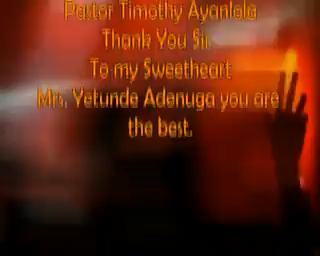 Pastor Timothy Ayanlola
Thank You Sir.
To my Sweetheart
Mrs. Yetunde Adenuga you are
the best.